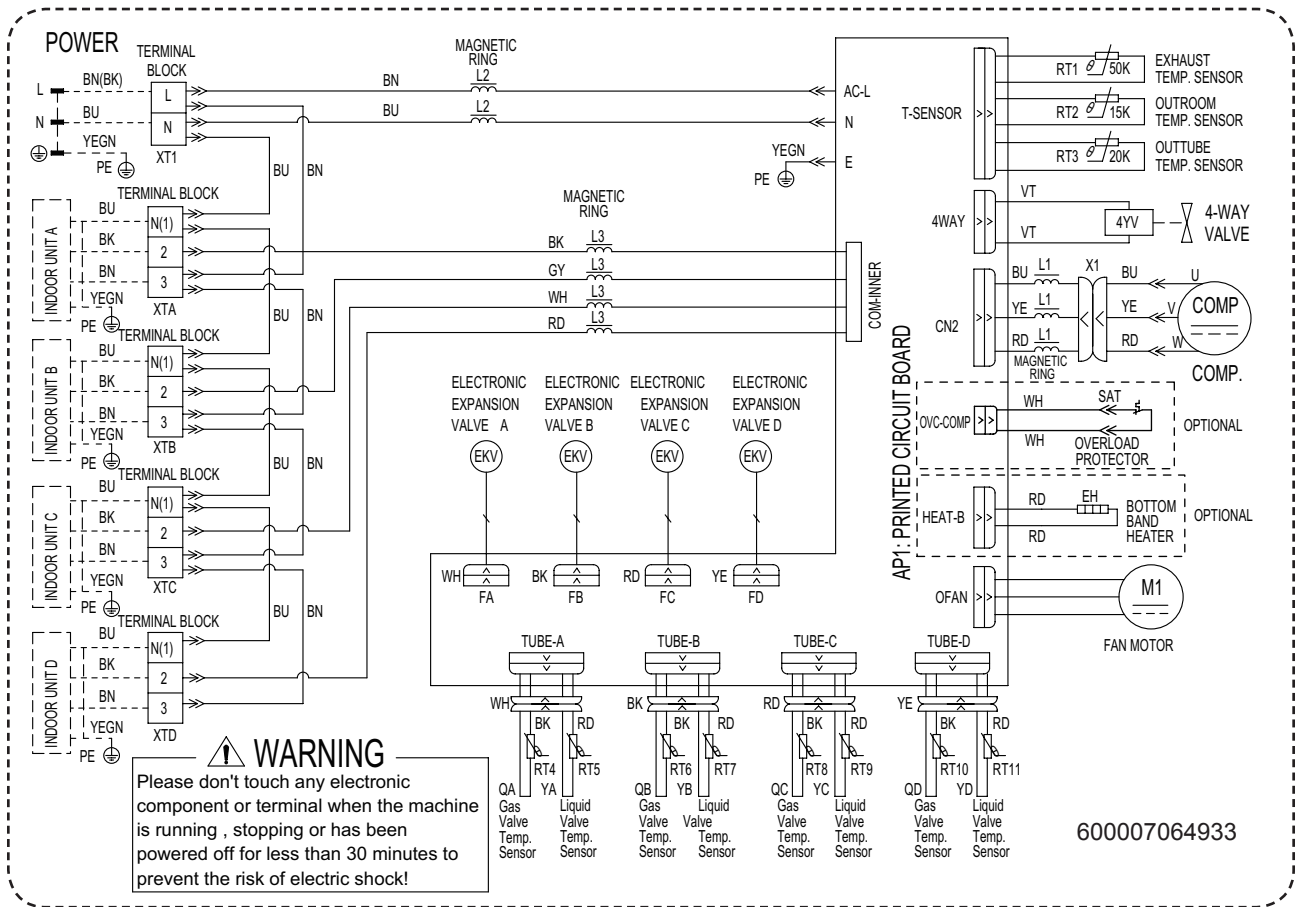 POWER
TERMINAL
BLOCK
L
BN(BK)
L
N
BU
N
YEGN
PE
XT1
BN
BU
MAGNETIC
RING
L2
L2
AC-L
N
YEGN
PE
E
BU
BN
TERMINAL BLOCK
INDOOR UNIT A
BU
N(1)
BK
2
BN
3
YEGN
PE
XTA
BU
BN
TERMINAL BLOCK
INDOOR UNIT B
BU
N(1)
BK
2
BN
3
YEGN
PE
XTB
BU
BN
TERMINAL BLOCK
INDOOR UNIT C
BU
N(1)
BK
2
BN
3
YEGN
PE
XTC
BU
BN
TERMINAL BLOCK
INDOOR UNIT D
BU
N(1)
BK
2
BN
3
YEGN
PE
XTD
MAGNETIC
RING
BK
L3
GY
L3
WH
L3
RD
L3
COM-INNER
AP1: PRINTED CIRCUIT BOARD
ELECTRONIC
EXPANSION
VALVE A
EKV
ELECTRONIC
EXPANSION
VALVE B
EKV
ELECTRONIC
EXPANSION
VALVE C
EKV
ELECTRONIC
EXPANSION
VALVE D
EKV
WH
FA
BK
FB
RD
FC
YE
FD
T-SENSOR
RT1
θ
50K
EXHAUST
TEMP. SENSOR
RT2
θ
15K
OUTROOM
TEMP. SENSOR
RT3
θ
20K
OUTTUBE
TEMP. SENSOR
4WAY
VT
VT
4YV
4-WAY
VALVE
CN2
BU
L1
X1
BU
U
YE
L1
YE
V
RD
L1
RD
W
MAGNETIC
RING
COMP
COMP.
OVC-COMP
WH
SAT
WH
OVERLOAD
PROTECTOR
OPTIONAL
HEAT-B
RD
EH
RD
BOTTOM
BAND
HEATER
OPTIONAL
OFAN
M1
FAN MOTOR
TUBE-A
WH
BK
RD
RT4
RT5
QA
YA
Gas
Valve
Temp.
Sensor
Liquid
Valve
Temp.
Sensor
TUBE-B
BK
BK
RD
RT6
RT7
QB
YB
Gas
Valve
Temp.
Sensor
Liquid
Valve
Temp.
Sensor
TUBE-C
RD
BK
RD
RT8
RT9
QC
YC
Gas
Valve
Temp.
Sensor
Liquid
Valve
Temp.
Sensor
TUBE-D
YE
BK
RD
RT10
RT11
QD
YD
Gas
Valve
Temp.
Sensor
Liquid
Valve
Temp.
Sensor
WARNING
Please don't touch any electronic
component or terminal when the machine
is running , stopping or has been
powered off for less than 30 minutes to
prevent the risk of electric shock!
600007064933